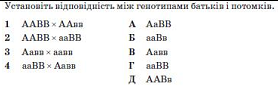 Установіть відповідність між генотипами батьків і потомків.
1 ААВВ × ААвв А АаВВ
2 ААВВ × ааВВ Б ааВв
3 Аавв × аавв В Аавв
4 ааВВ × Аавв Г ааВВ
Д ААВв